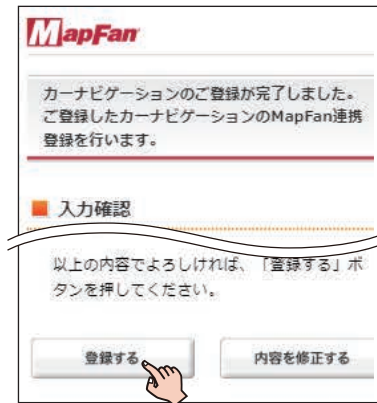 MapFan
カーナビゲーションのご登録が完了しました。
ご登録したカーナビゲーションのMapFan連携
登録を行います。
入力確認
以上の内容でよろしければ、「登録する」ボ
タンを押してください。
登録する
内容を修正する